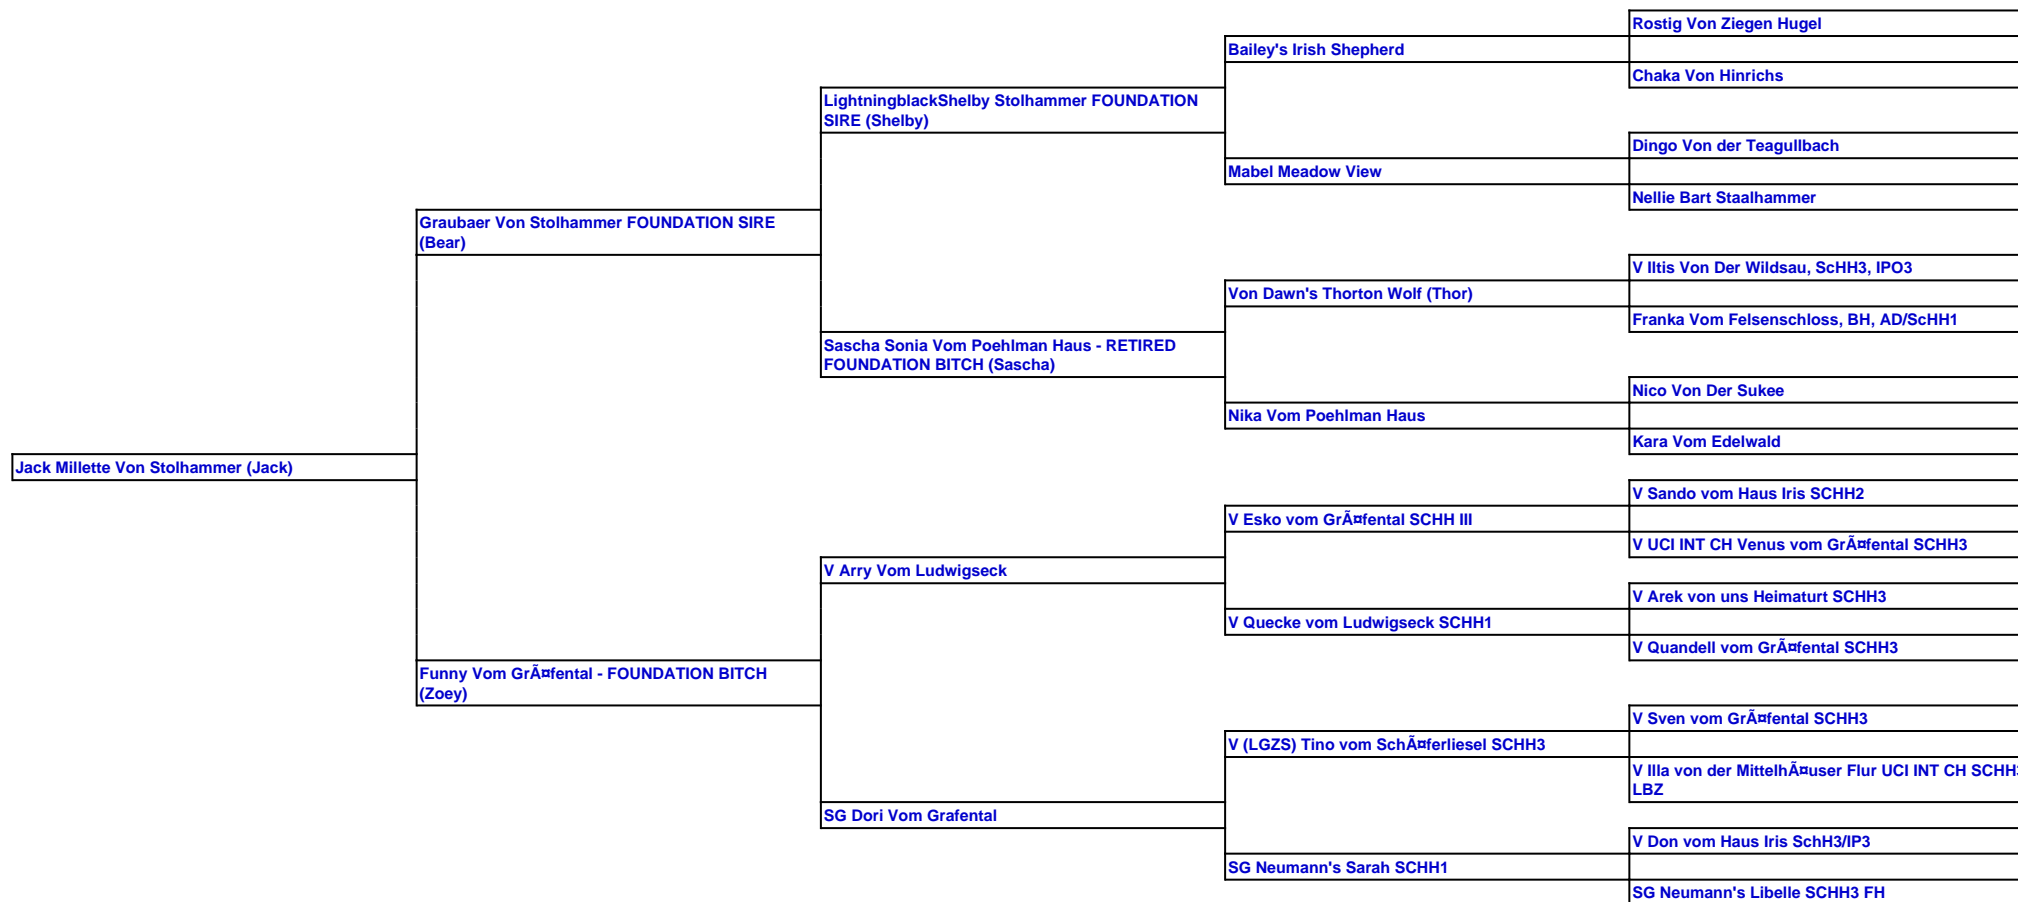 Rostig Von Ziegen Hugel
Bailey's Irish Shepherd
Chaka Von Hinrichs
LightningblackShelby Stolhammer FOUNDATION
SIRE (Shelby)
Dingo Von der Teagullbach
Mabel Meadow View
Nellie Bart Staalhammer
Graubaer Von Stolhammer FOUNDATION SIRE
(Bear)
V Iltis Von Der Wildsau, ScHH3, IPO3
Von Dawn's Thorton Wolf (Thor)
Franka Vom Felsenschloss, BH, AD/ScHH1
Sascha Sonia Vom Poehlman Haus - RETIRED
FOUNDATION BITCH (Sascha)
Nico Von Der Sukee
Nika Vom Poehlman Haus
Kara Vom Edelwald
Jack Millette Von Stolhammer (Jack)
V Sando vom Haus Iris SCHH2
V Esko vom GrÃ¤fental SCHH III
V UCI INT CH Venus vom GrÃ¤fental SCHH3
V Arry Vom Ludwigseck
V Arek von uns Heimaturt SCHH3
V Quecke vom Ludwigseck SCHH1
V Quandell vom GrÃ¤fental SCHH3
Funny Vom GrÃ¤fental - FOUNDATION BITCH
(Zoey)
V Sven vom GrÃ¤fental SCHH3
V (LGZS) Tino vom SchÃ¤ferliesel SCHH3
V Illa von der MittelhÃ¤user Flur UCI INT CH SCHH3
LBZ
SG Dori Vom Grafental
V Don vom Haus Iris SchH3/IP3
SG Neumann's Sarah SCHH1
SG Neumann's Libelle SCHH3 FH